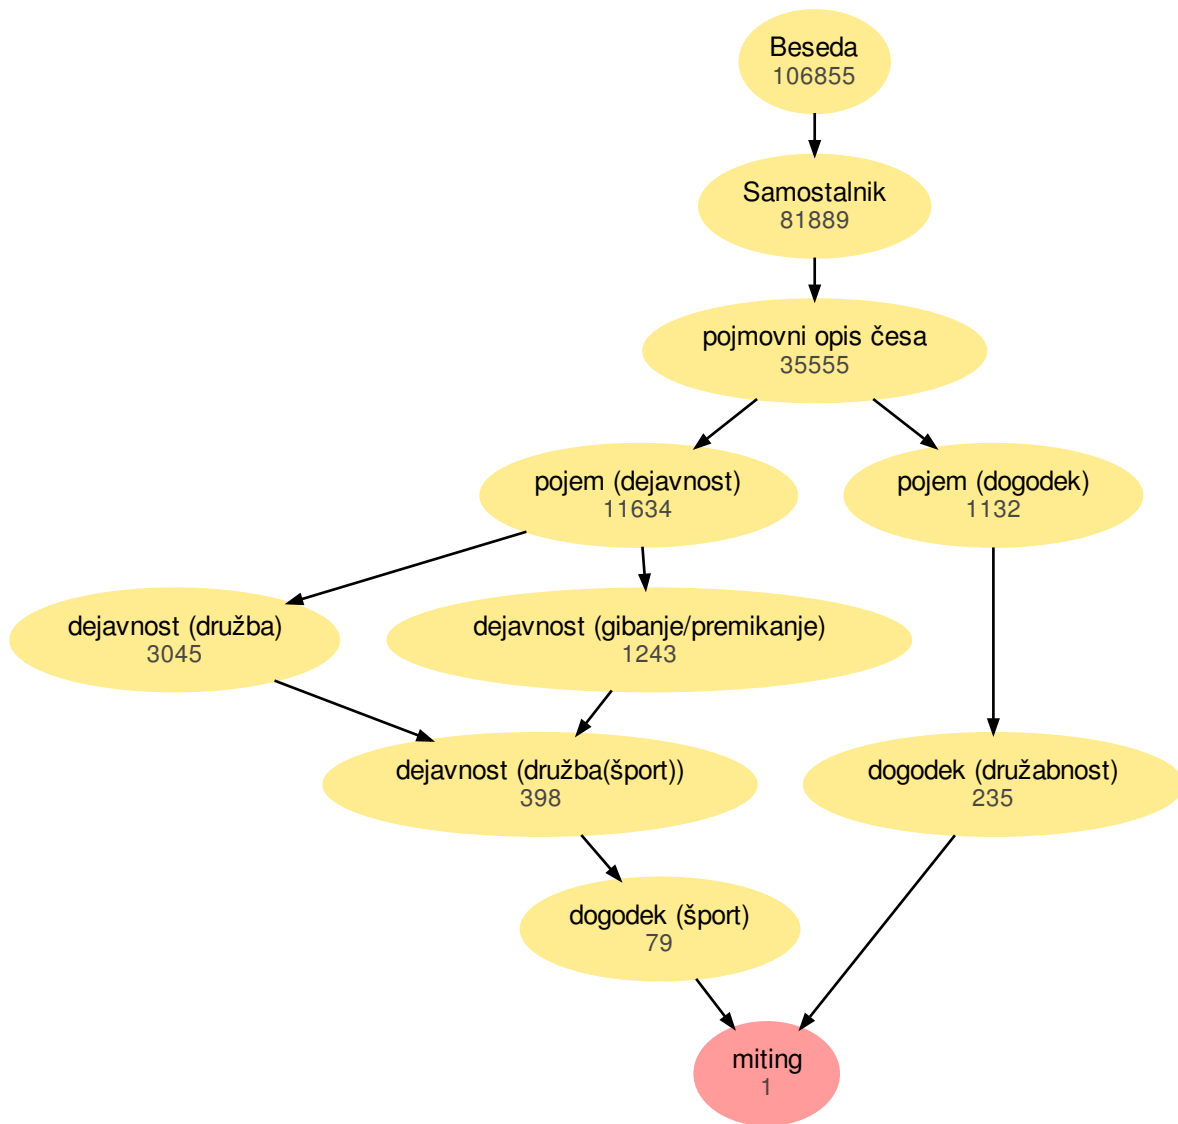 Beseda
106855
Samostalnik
81889
pojmovni opis česa
35555
pojem (dejavnost)
11634
pojem (dogodek)
1132
dejavnost (družba)
3045
dejavnost (gibanje/premikanje)
1243
dejavnost (družba(šport))
398
dogodek (družabnost)
235
dogodek (šport)
79
miting
1